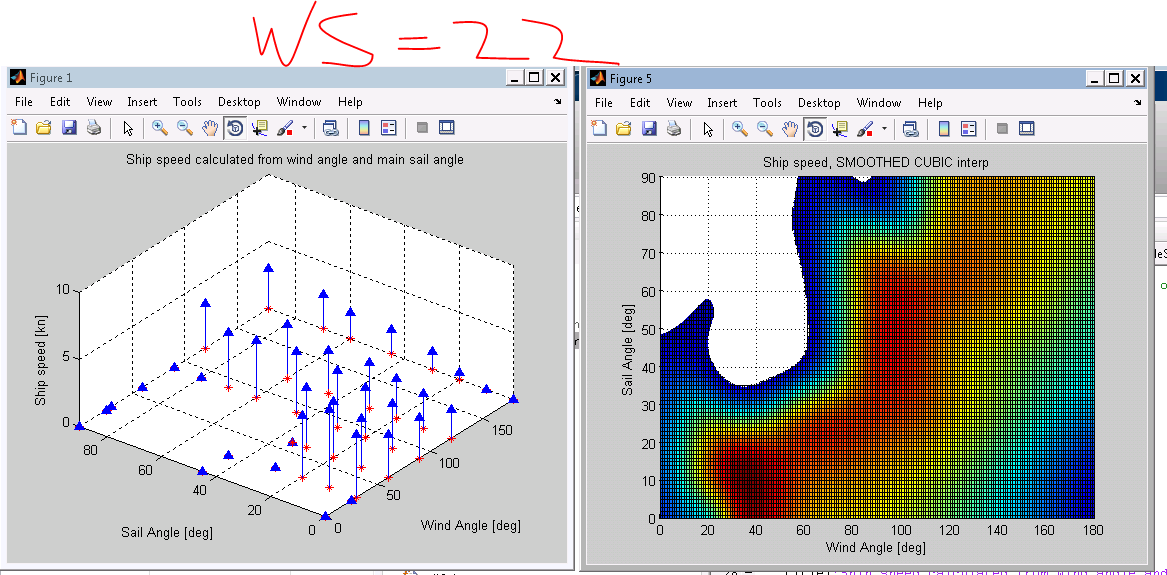 WS = 22
Figure 1
File Edit View Insert Tools Desktop Window Help
Ship speed calculated from wind angle and main sail angle
10
5
0
Ship speed [kn]
80
60
40
20
0
Sail Angle [deg]
0
50
100
150
Wind Angle [deg]
Figure 5
File Edit View Insert Tools Desktop Window Help
Ship speed, SMOOTHED CUBIC interp
90
80
70
60
50
40
30
20
10
0
Sail Angle [deg]
0 20 40 60 80 100 120 140 160 180
Wind Angle [deg]